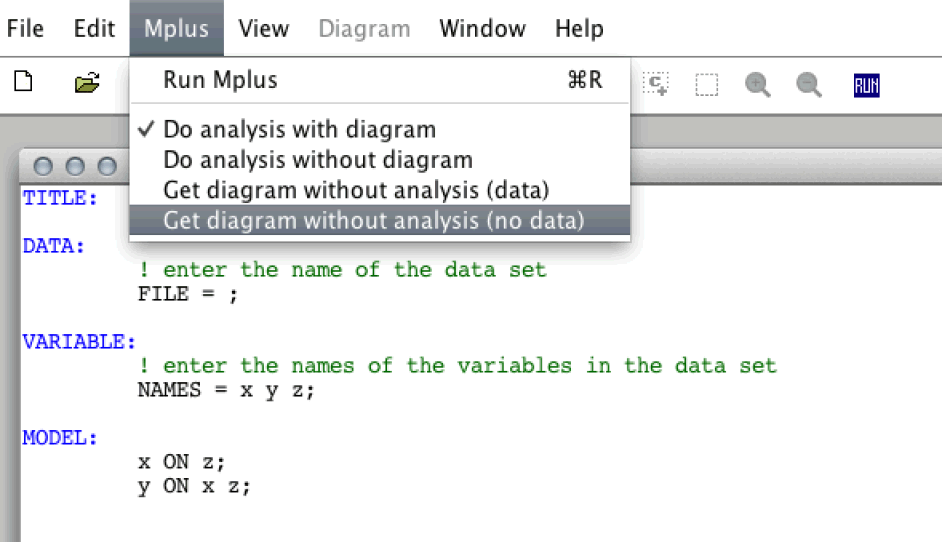 File Edit Mplus View Diagram Window Help
Run Mplus ⌘R
C RUN
✓ Do analysis with diagram
Do analysis without diagram
Get diagram without analysis (data)
Get diagram without analysis (no data)
TITLE:
DATA:
! enter the name of the data set
FILE = ;
VARIABLE:
! enter the names of the variables in the data set
NAMES = x y z;
MODEL:
x ON z;
y ON x z;